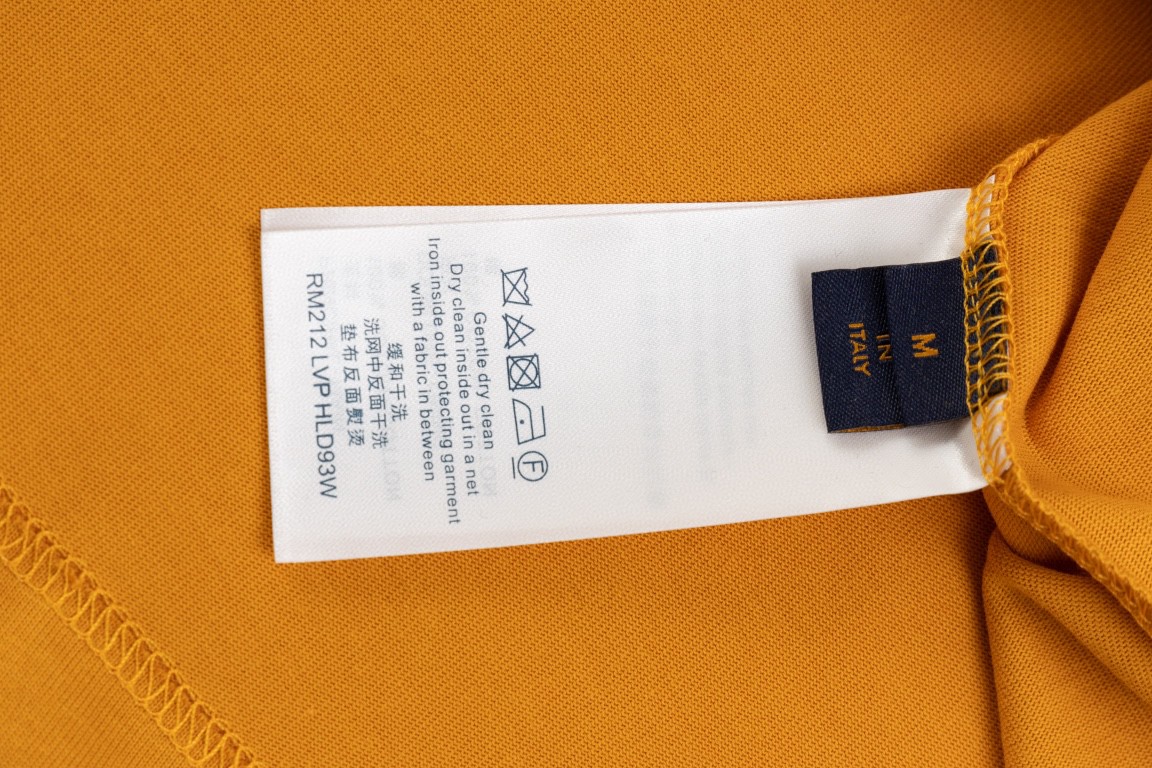 Gentle dry clean
Dry clean inside out in a net
Iron inside out protecting garment
with a fabric in between
缓和干洗
洗网中反面干洗
垫布反面熨烫
RM212 LVP HLD93W
M
IN
ITALY